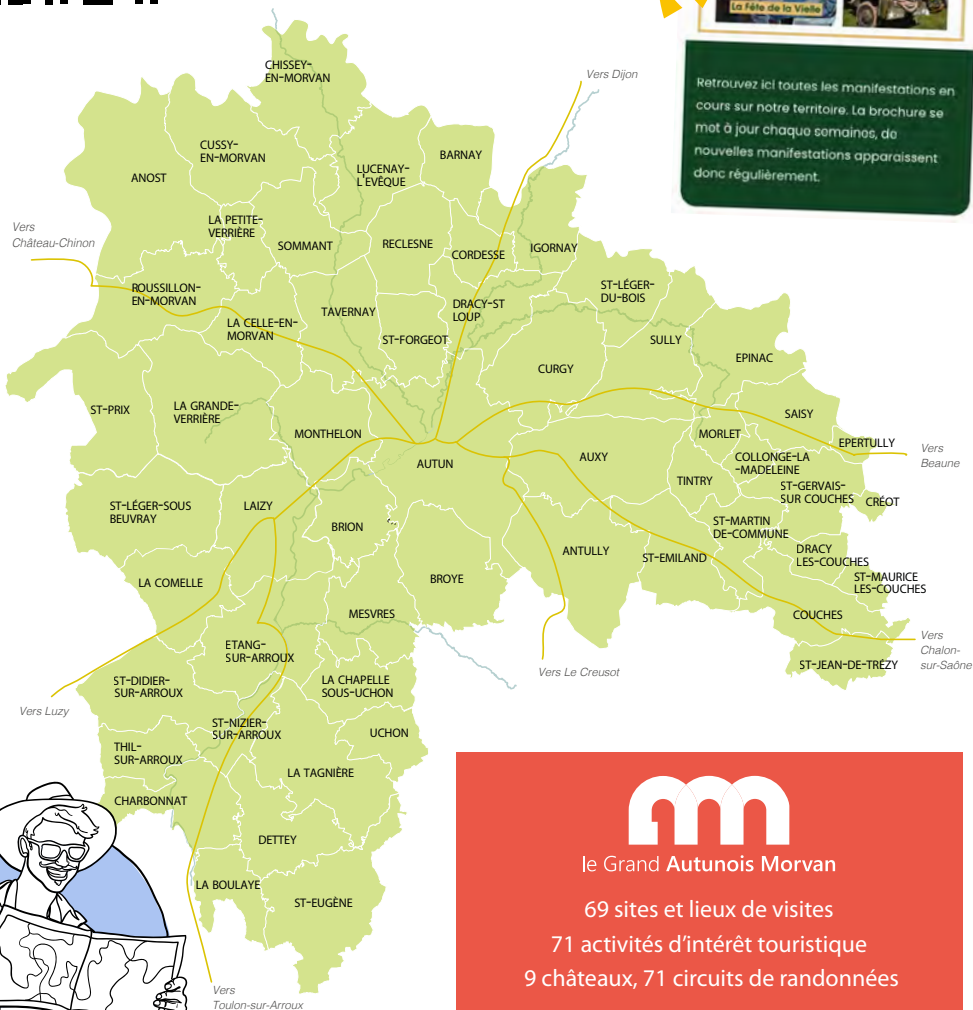 La Fête de la Vielle
Retrouvez ici toutes les manifestations en
cours sur notre territoire. La brochure se
met à jour chaque semaines, de
nouvelles manifestations apparaissent
donc régulièrement.
CHISSEY-
EN-MORVAN
Vers Dijon
CUSSY-
EN-MORVAN
BARNAY
LUCENAY-
L'EVÊQUE
ANOST
Vers
Château-Chinon
LA PETITE-
VERRIÈRE
SOMMANT
RECLESNE
CORDESSE
IGORNAY
ROUSSILLON-
EN-MORVAN
ST-LÉGER-
DU-BOIS
TAVERNAY
DRACY-ST
LOUP
LA CELLE-EN-
MORVAN
ST-FORGEOT
SULLY
EPINAC
CURGY
ST-PRIX
LA GRANDE-
VERRIÈRE
SAISY
MONTHELON
MORLET
EPERTULLY
Vers
Beaune
AUTUN
AUXY
COLLONGE-LA
-MADELEINE
TINTRY
ST-GERVAIS-
SUR COUCHES
CRÉOT
ST-LÉGER-SOUS
BEUVRAY
LAIZY
BRION
ST-MARTIN
DE-COMMUNE
ANTULLY
ST-EMILAND
DRACY
LES-COUCHES
LA COMELLE
BROYE
ST-MAURICE
LES-COUCHES
MESVRES
COUCHES
ETANG-
SUR-ARROUX
Vers
Chalon-
sur-Saône
ST-JEAN-DE-TRÉZY
Vers Le Creusot
ST-DIDIER-
SUR-ARROUX
LA CHAPELLE
SOUS-UCHON
Vers Luzy
ST-NIZIER-
SUR-ARROUX
UCHON
THIL-
SUR-ARROUX
LA TAGNIÈRE
CHARBONNAT
DETTEY
LA BOULAYE
ST-EUGÈNE
Vers
Toulon-sur-Arroux
le Grand Autunois Morvan
69 sites et lieux de visites
71 activités d'intérêt touristique
9 châteaux, 71 circuits de randonnées